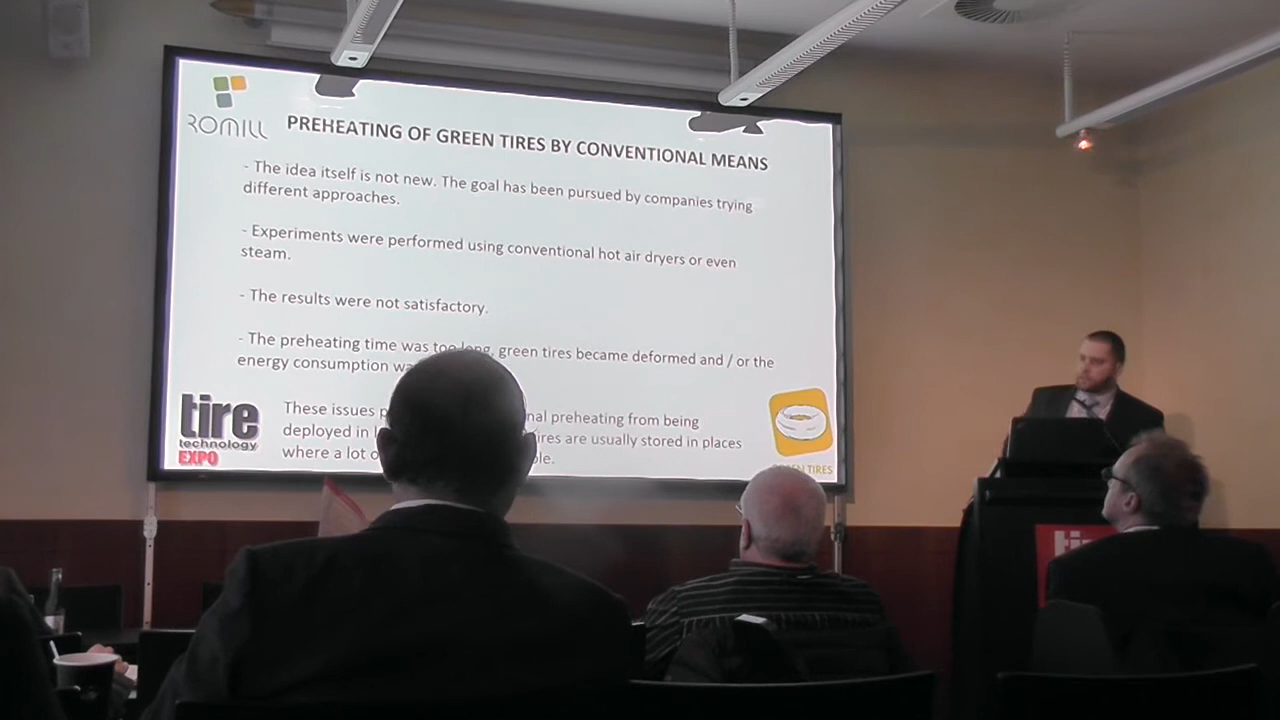 ROMILL
PREHEATING OF GREEN TIRES BY CONVENTIONAL MEANS
- The idea itself is not new. The goal has been pursued by companies trying
different approaches.
- Experiments were performed using conventional hot air dryers or even
steam.
- The results were not satisfactory.
- The preheating time was too long, green tires became deformed and / or the
energy consumption
These issues preheating from being
deployed in are usually stored in places
where a lot
tire
technology
EXPO
TIRES